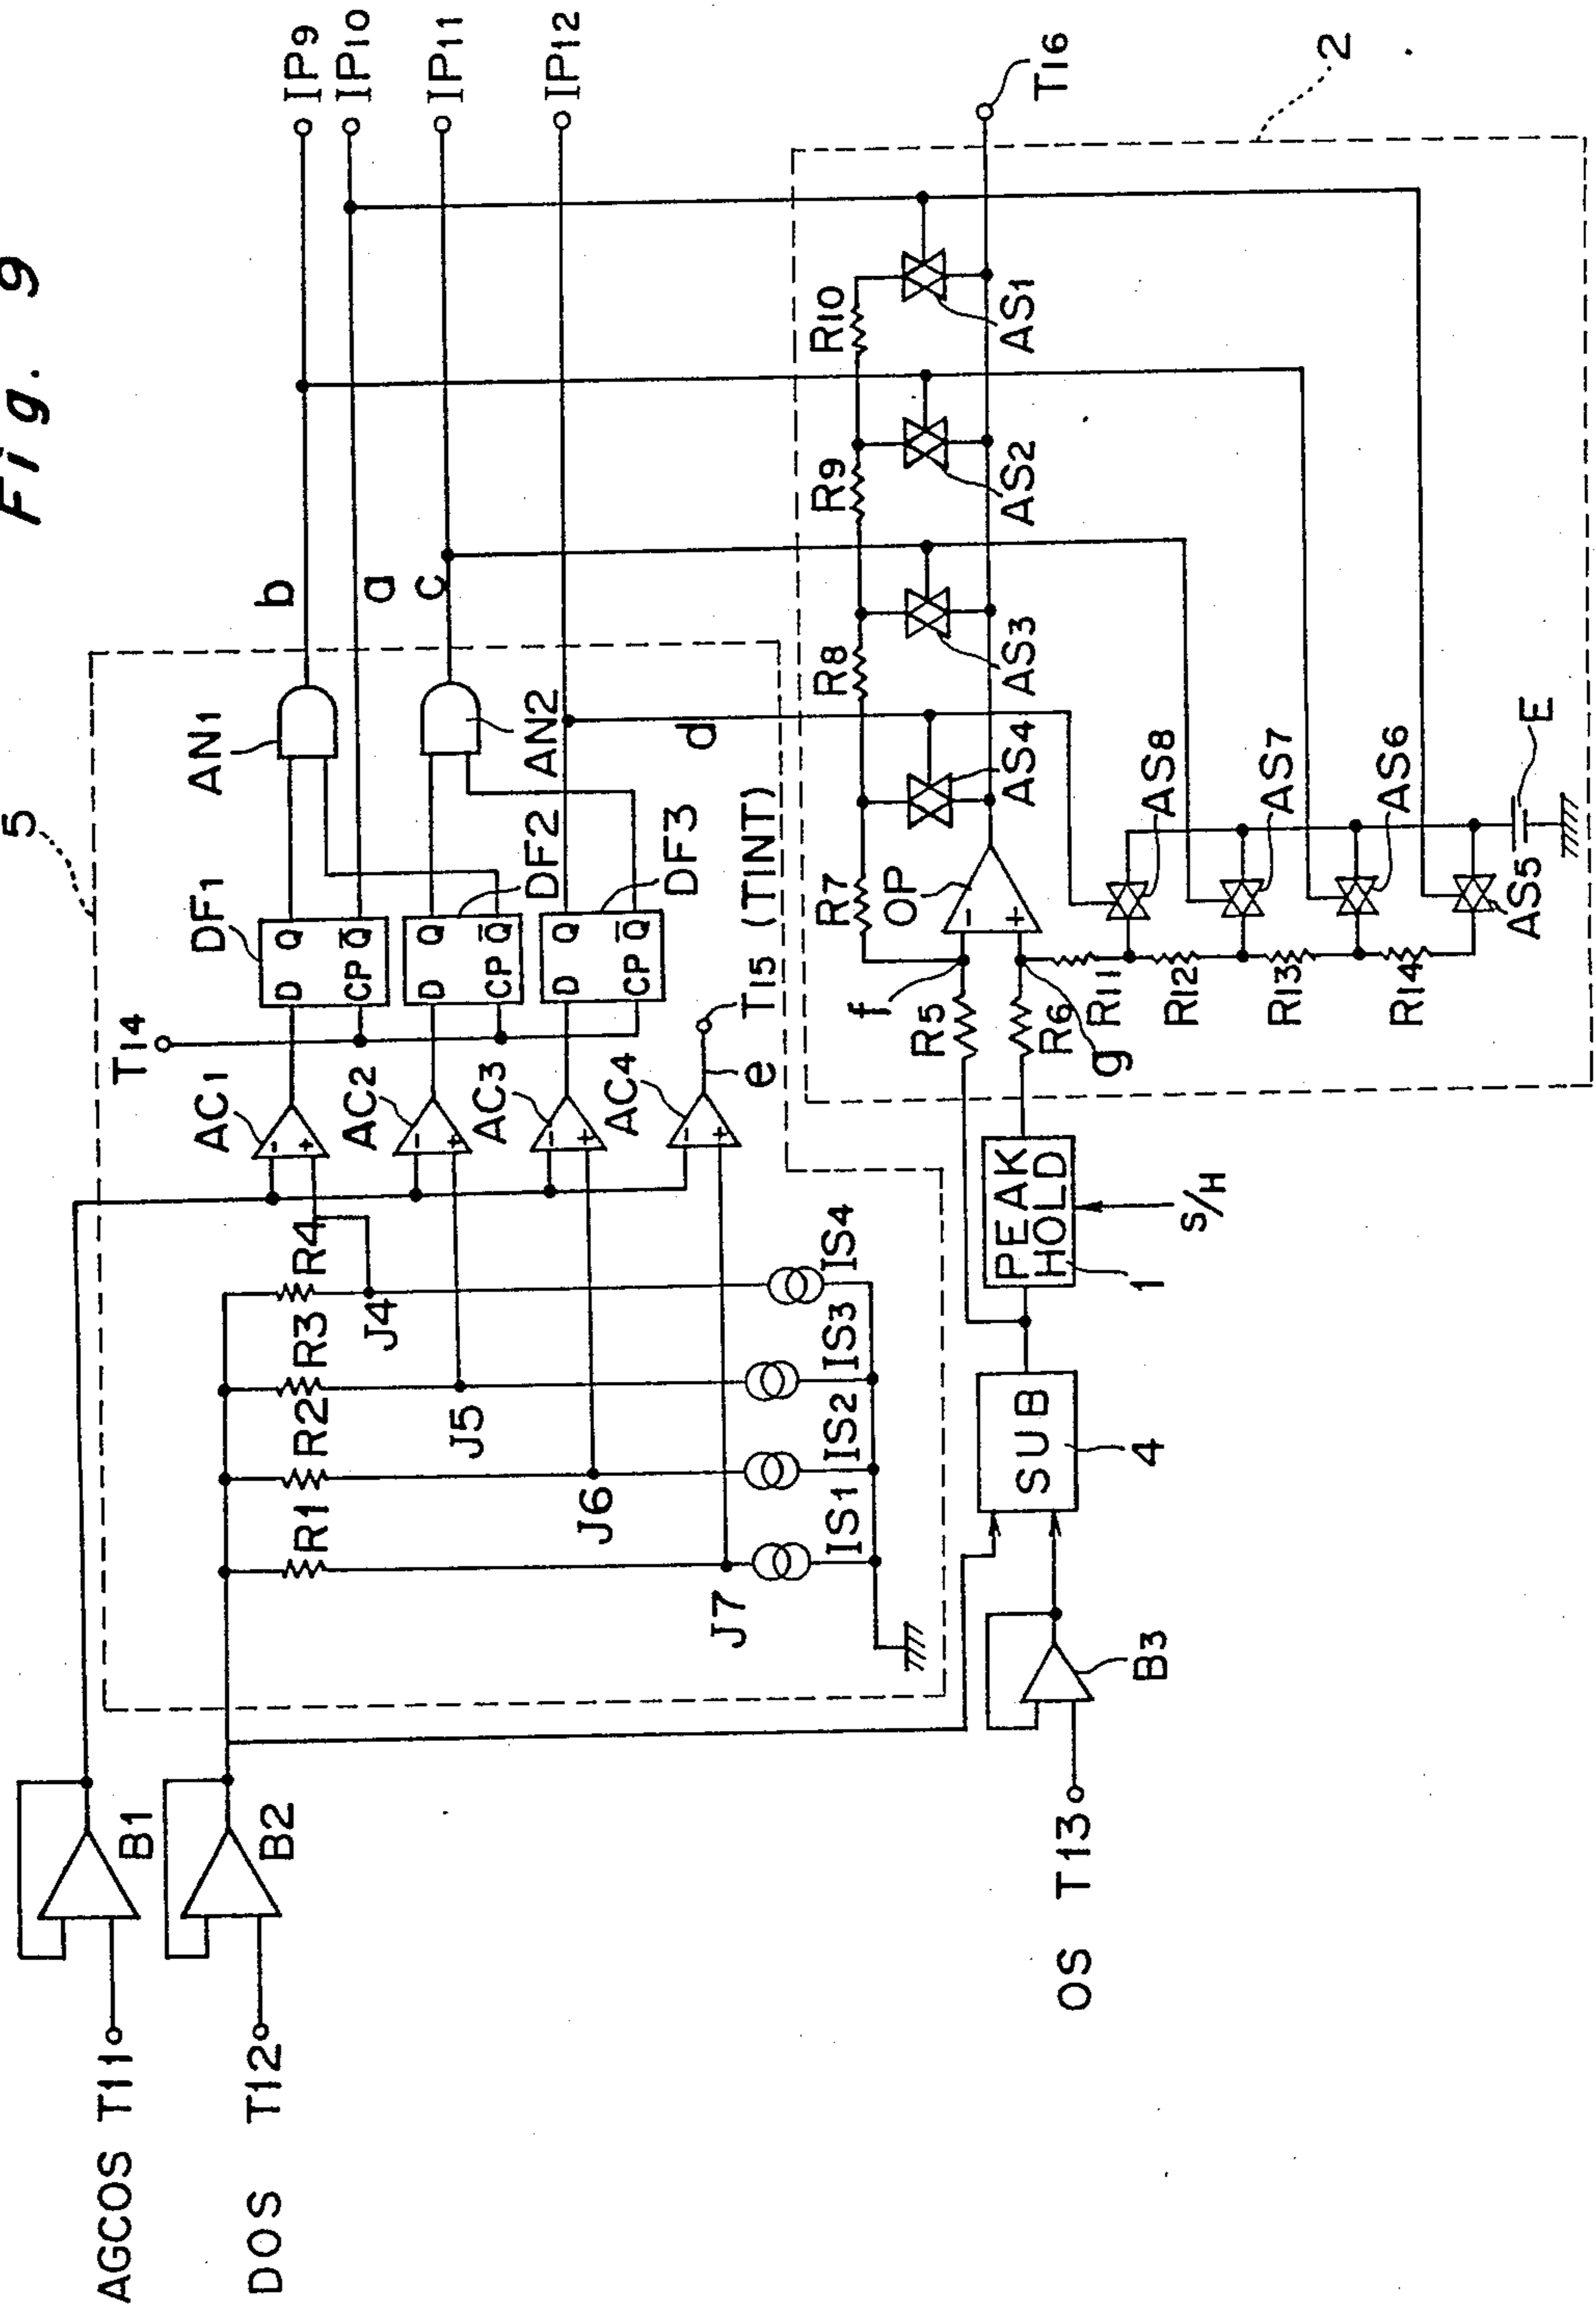 Fig. 9
5
AGCOS T11
B1
DOS T12
B2
OS T13
B3
R1
R2
R3
R4
J4
J5
J6
J7
IS1
IS2
IS3
IS4
T14
AC1
AC2
AC3
AC4
- +
- +
- +
- +
DF1
D Q
CP Q̅
DF2
D Q
CP Q̅
DF3
D Q
CP Q̅
AN1
AN2
b
a
c
d
e
T15 (TINT)
IP9
IP10
IP11
IP12
SUB
4
PEAK
HOLD
1
S/H
R5
R6
f
g
R7
R8
R9
R10
OP
-
+
AS4
AS3
AS2
AS1
T16
2
R11
R12
R13
R14
AS8
AS7
AS6
AS5
E